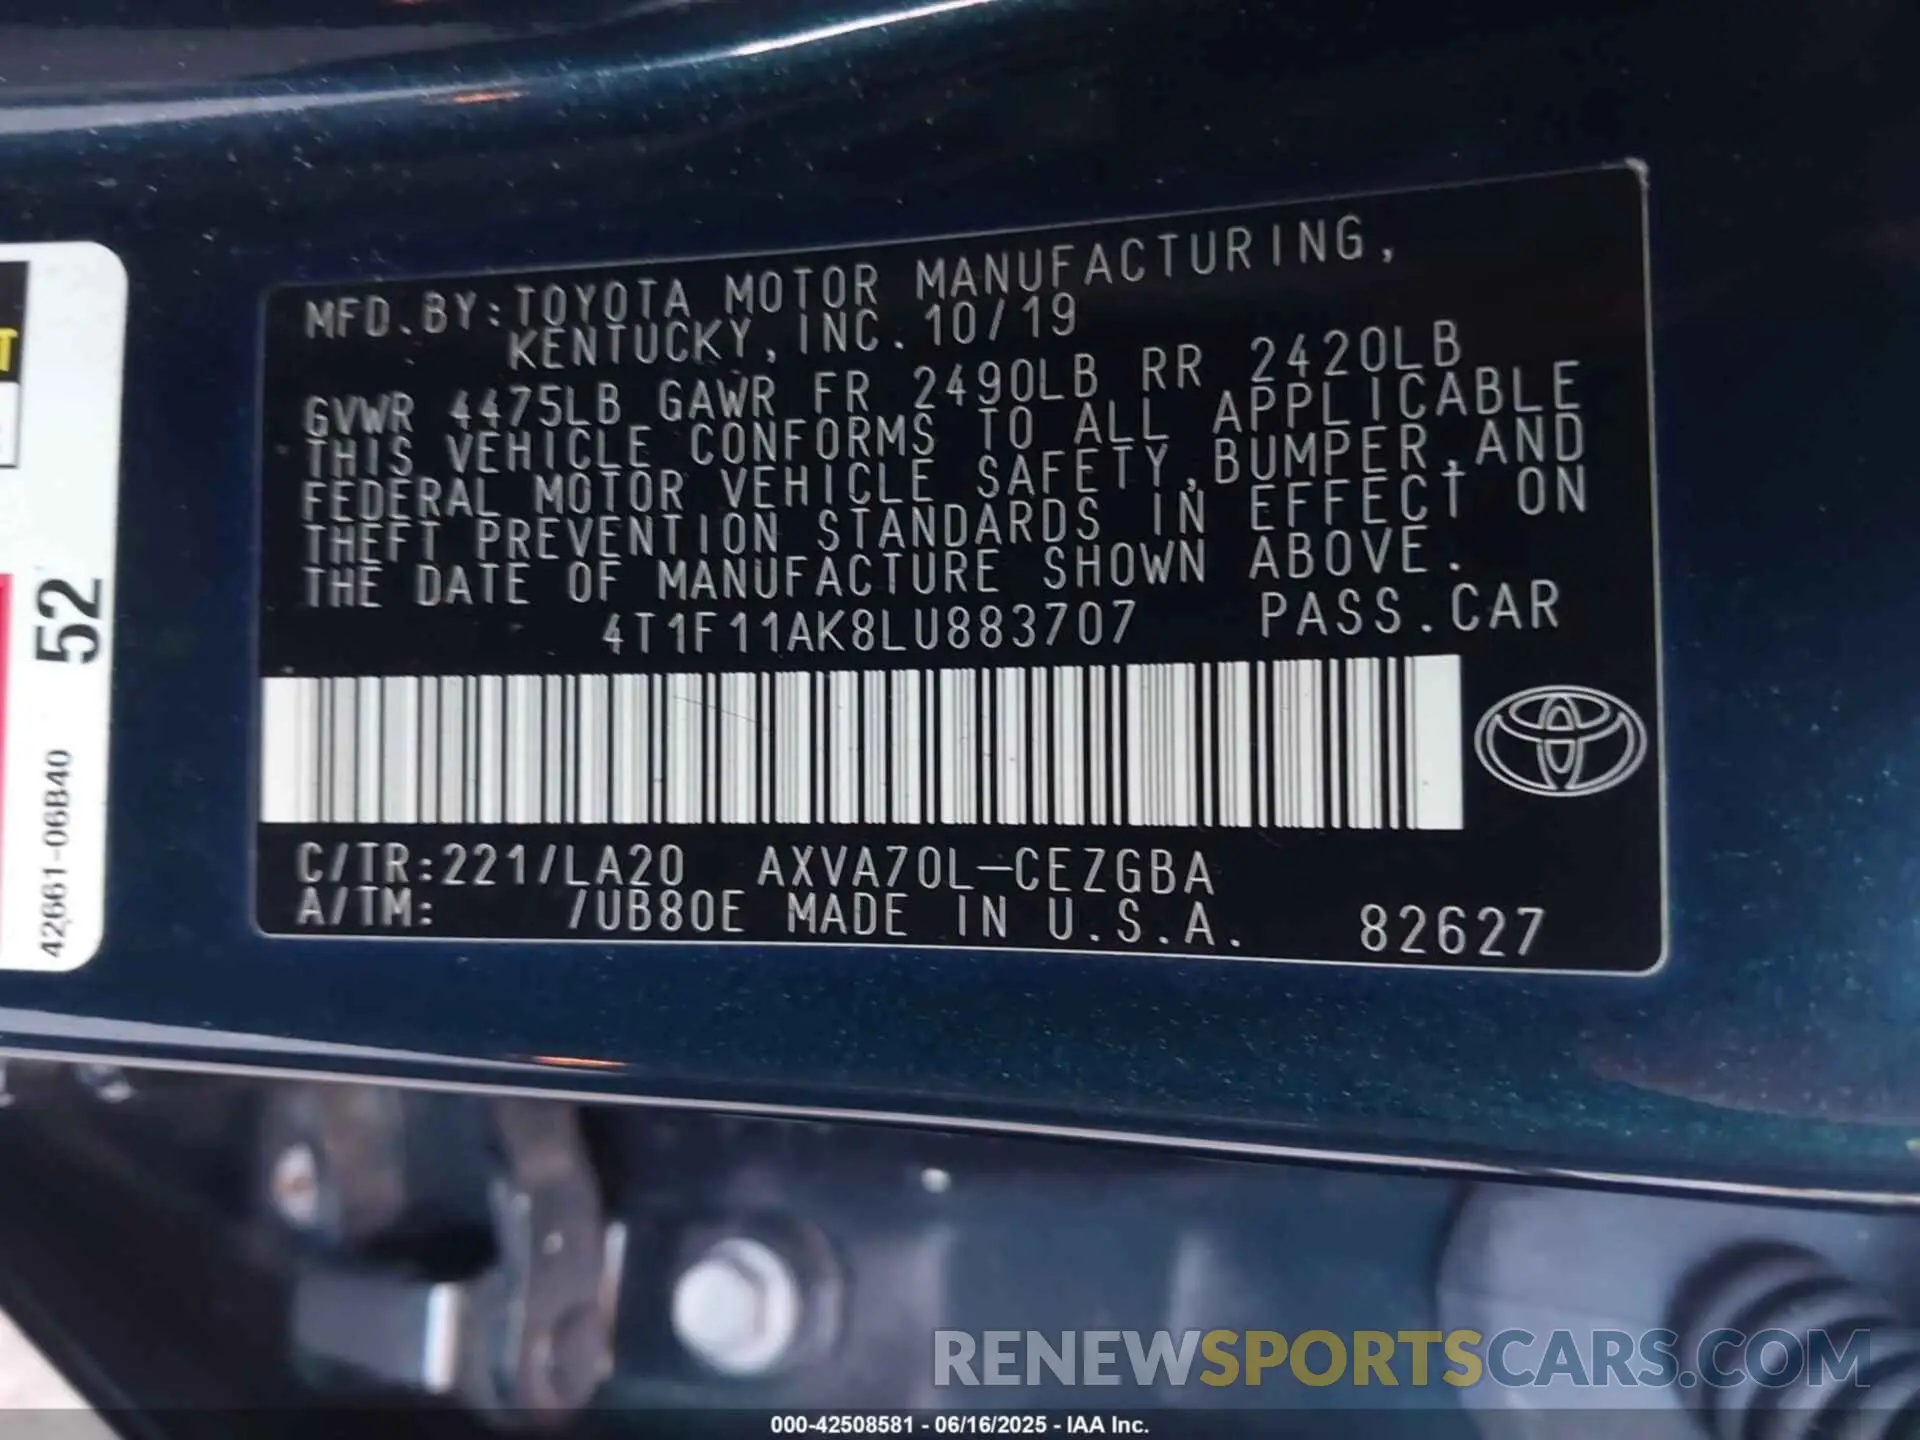 MFD.BY:TOYOTA MOTOR MANUFACTURING,
KENTUCKY, INC. 10/19
GVWR 4475LB GAWR FR 2490LB RR 2420LB
THIS VEHICLE CONFORMS TO ALL APPLICABLE
FEDERAL MOTOR VEHICLE SAFETY,BUMPER,AND
THEFT PREVENTION STANDARDS IN EFFECT ON
THE DATE OF MANUFACTURE SHOWN ABOVE.
4T1F11AK8LU883707 PASS.CAR
C/TR:221/LA20 AXVA70L-CEZGBA
A/TM: /UB80E MADE IN U.S.A. 82627
52
42661-06B40
RENEWSPORTSCARS.COM
000-42508581 - 06/16/2025 - IAA Inc.